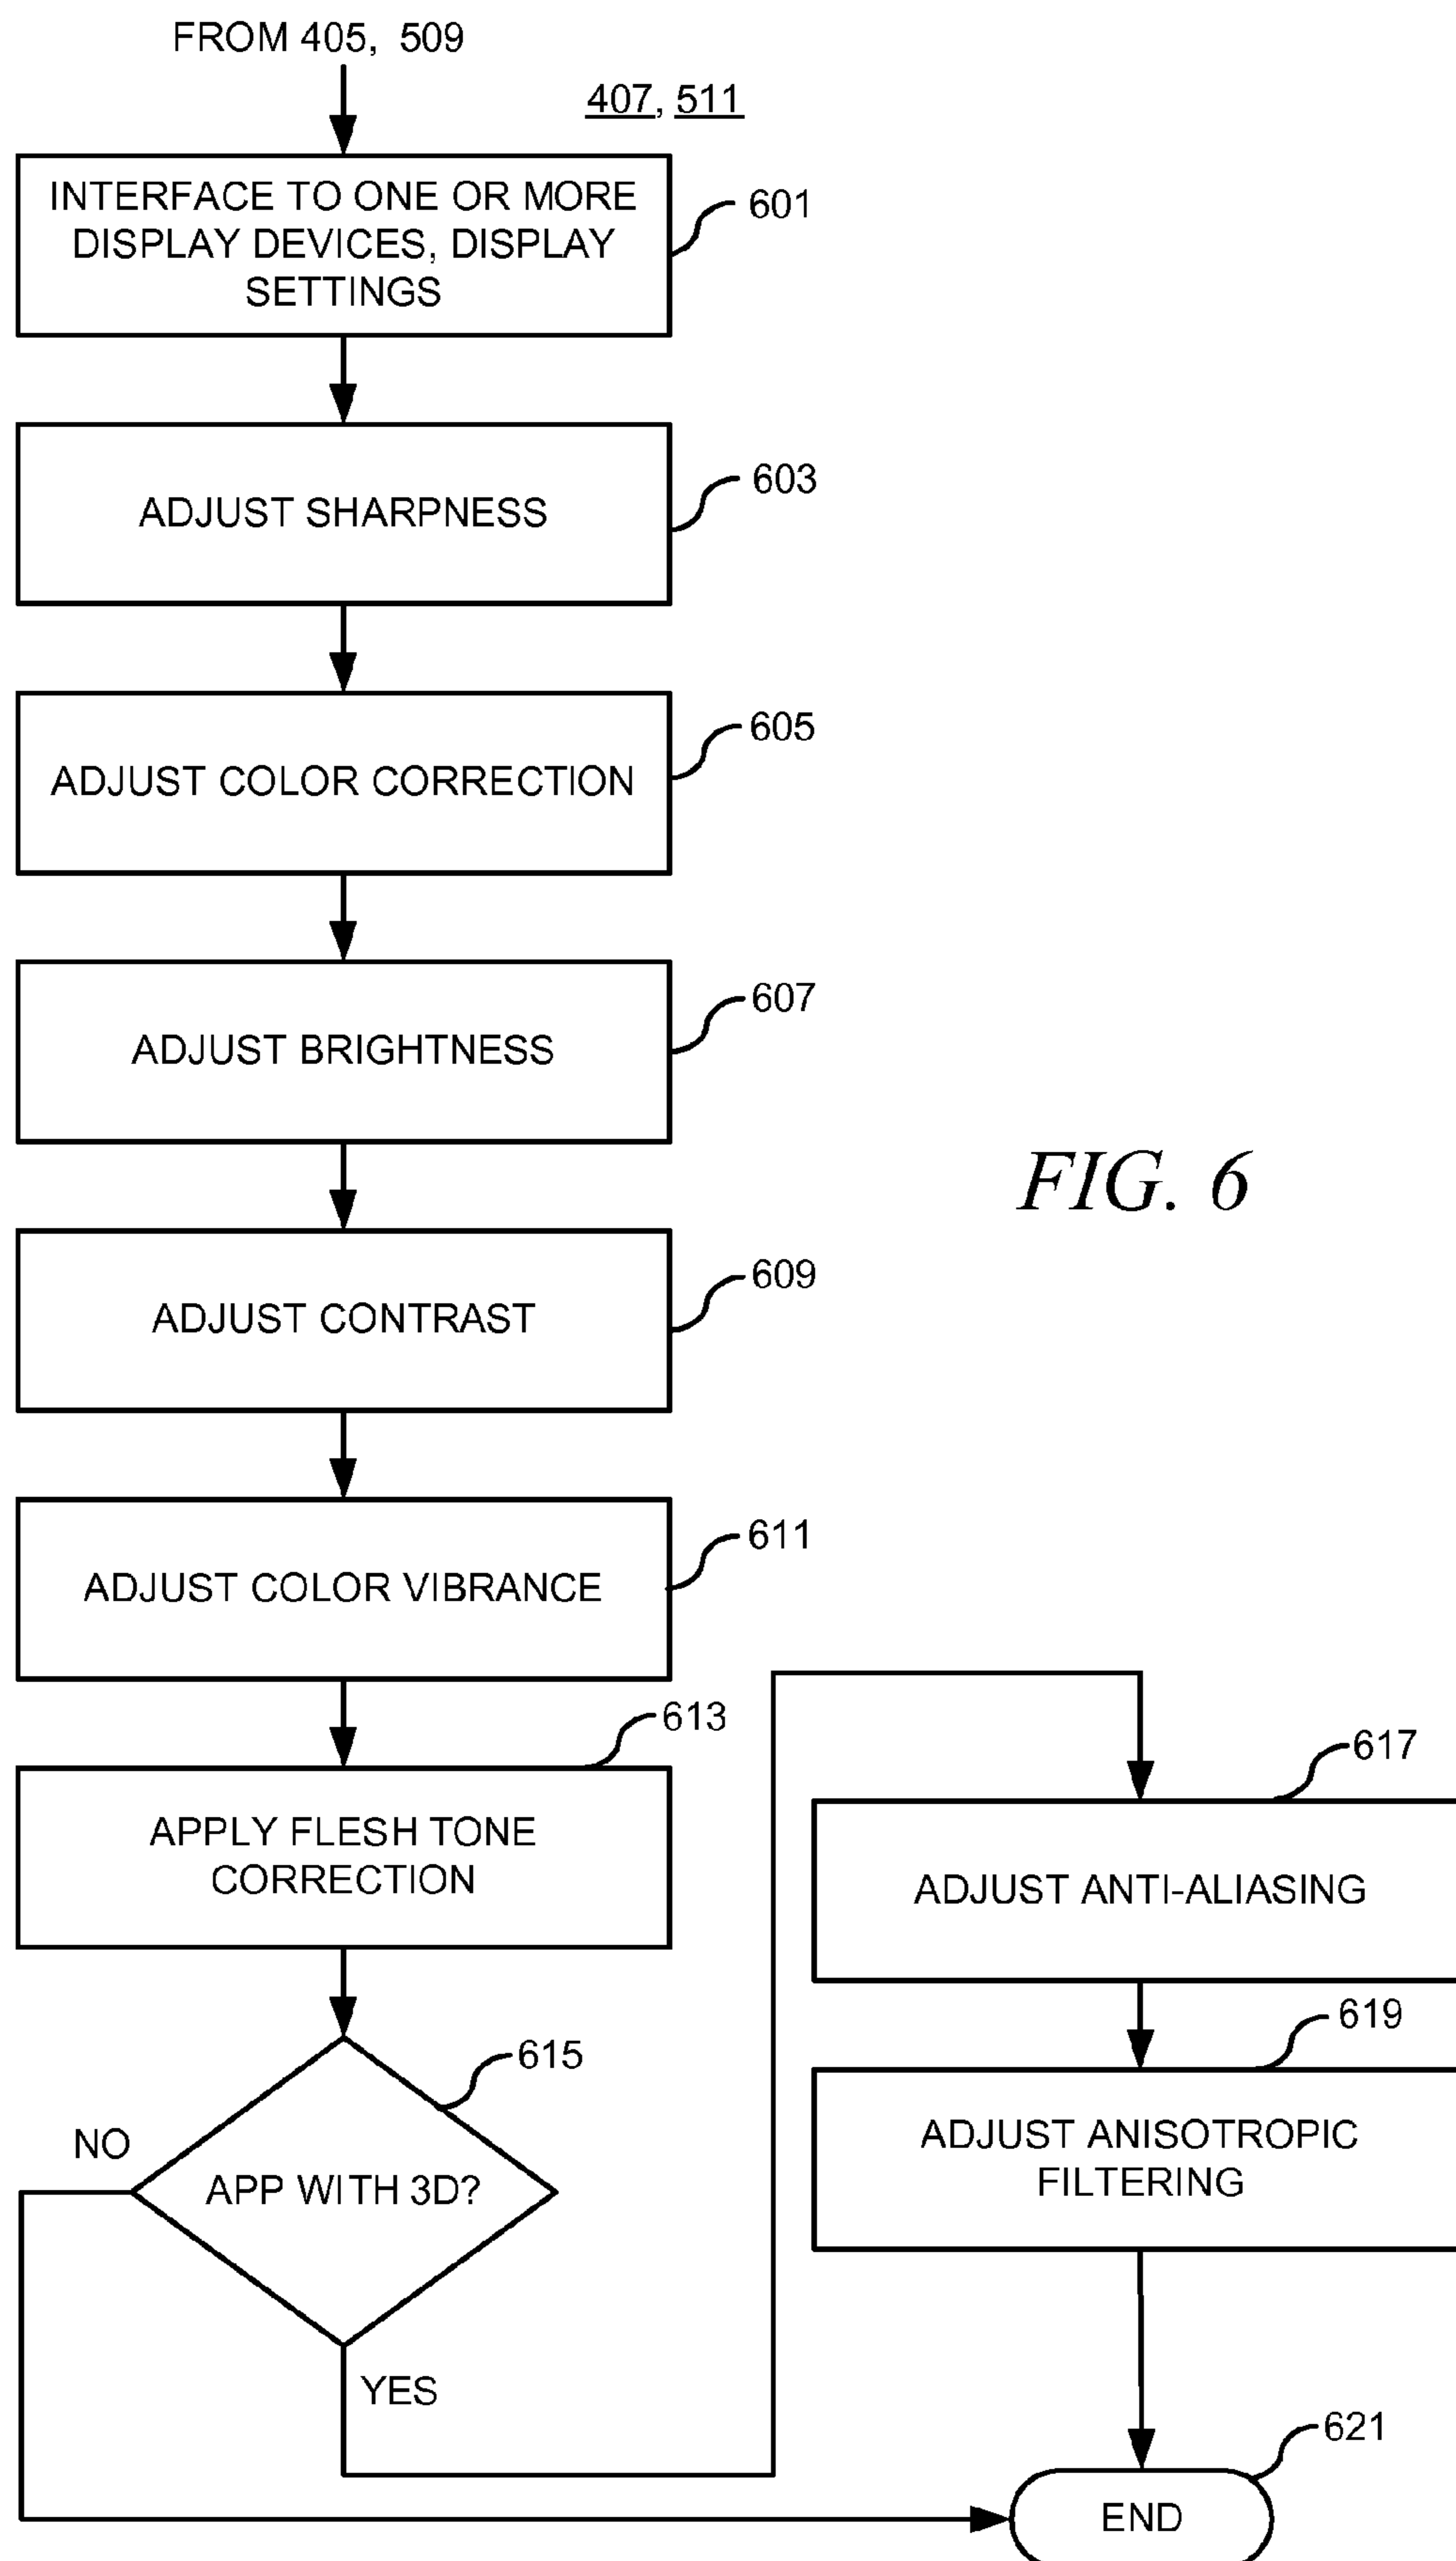 FROM 405, 509
407, 511
INTERFACE TO ONE OR MORE
DISPLAY DEVICES, DISPLAY
SETTINGS
601
ADJUST SHARPNESS
603
ADJUST COLOR CORRECTION
605
ADJUST BRIGHTNESS
607
FIG. 6
ADJUST CONTRAST
609
ADJUST COLOR VIBRANCE
611
APPLY FLESH TONE
CORRECTION
613
APP WITH 3D?
615
NO
YES
ADJUST ANTI-ALIASING
617
ADJUST ANISOTROPIC
FILTERING
619
END
621